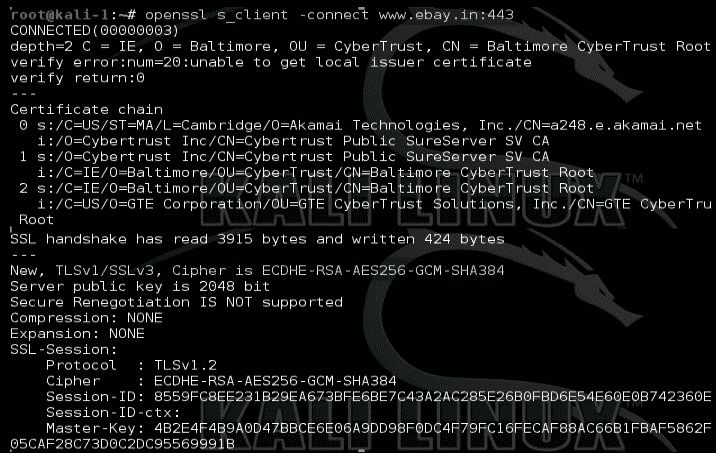 root@kali-1:~# openssl s_client -connect www.ebay.in:443
CONNECTED(00000003)
depth=2 C = IE, O = Baltimore, OU = CyberTrust, CN = Baltimore CyberTrust Root
verify error:num=20:unable to get local issuer certificate
verify return:0
---
Certificate chain
 0 s:/C=US/ST=MA/L=Cambridge/O=Akamai Technologies, Inc./CN=a248.e.akamai.net
   i:/O=Cybertrust Inc/CN=Cybertrust Public SureServer SV CA
 1 s:/O=Cybertrust Inc/CN=Cybertrust Public SureServer SV CA
   i:/C=IE/O=Baltimore/OU=CyberTrust/CN=Baltimore CyberTrust Root
 2 s:/C=IE/O=Baltimore/OU=CyberTrust/CN=Baltimore CyberTrust Root
   i:/C=US/O=GTE Corporation/OU=GTE CyberTrust Solutions, Inc./CN=GTE CyberTru
 Root
SSL handshake has read 3915 bytes and written 424 bytes
---
New, TLSv1/SSLv3, Cipher is ECDHE-RSA-AES256-GCM-SHA384
Server public key is 2048 bit
Secure Renegotiation IS NOT supported
Compression: NONE
Expansion: NONE
SSL-Session:
    Protocol  : TLSv1.2
    Cipher    : ECDHE-RSA-AES256-GCM-SHA384
    Session-ID: 8559FC8EE231B29EA673BFE6BE7C43A2AC285E26B0FBD6E54E60E0B742360E
    Session-ID-ctx:
    Master-Key: 4B2E4F4B9A0D47BBCE6E06A9DD98F0DC4F79FC16FECAF88AC66B1FBAF5862F
05CAF28C73D0C2DC95569991B
KALI LINUX™
KALI LINUX